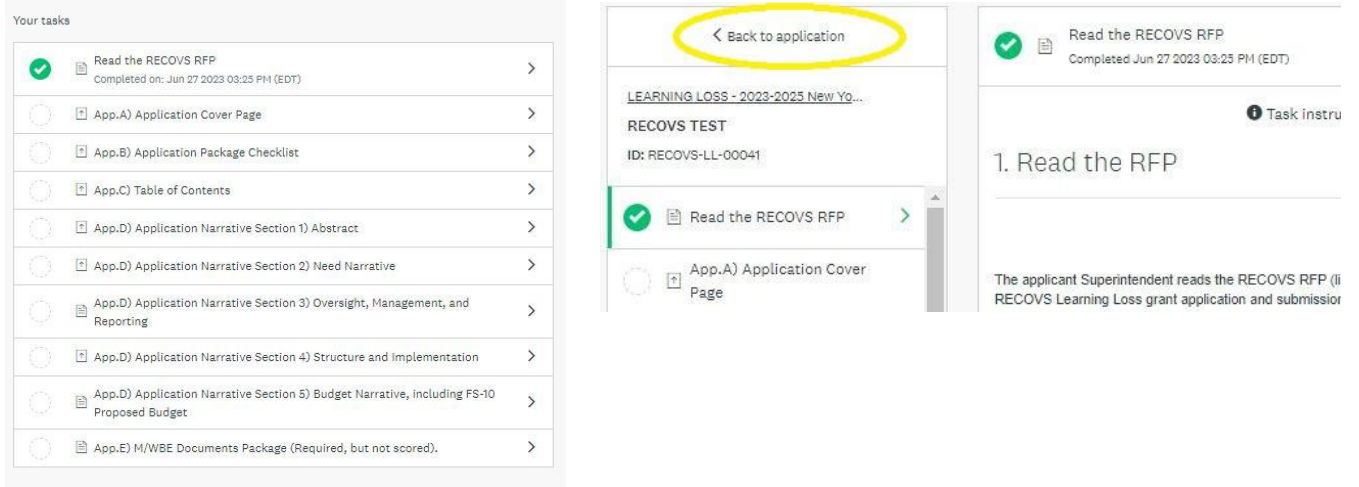 Your tasks
Read the RECOVS RFP
Completed on: Jun 27 2023 03:25 PM (EDT)
App.A) Application Cover Page
App.B) Application Package Checklist
App.C) Table of Contents
App.D) Application Narrative Section 1) Abstract
App.D) Application Narrative Section 2) Need Narrative
App.D) Application Narrative Section 3) Oversight, Management, and
Reporting
App.D) Application Narrative Section 4) Structure and Implementation
App.D) Application Narrative Section 5) Budget Narrative, including FS-10
Proposed Budget
App.E) M/WBE Documents Package (Required, but not scored).
Back to application
LEARNING LOSS - 2023-2025 New Yo...
RECOVS TEST
ID: RECOVS-LL-00041
Read the RECOVS RFP
App.A) Application Cover
Page
Read the RECOVS RFP
Completed Jun 27 2023 03:25 PM (EDT)
Task instru
1. Read the RFP
The applicant Superintendent reads the RECOVS RFP (li
RECOVS Learning Loss grant application and submission